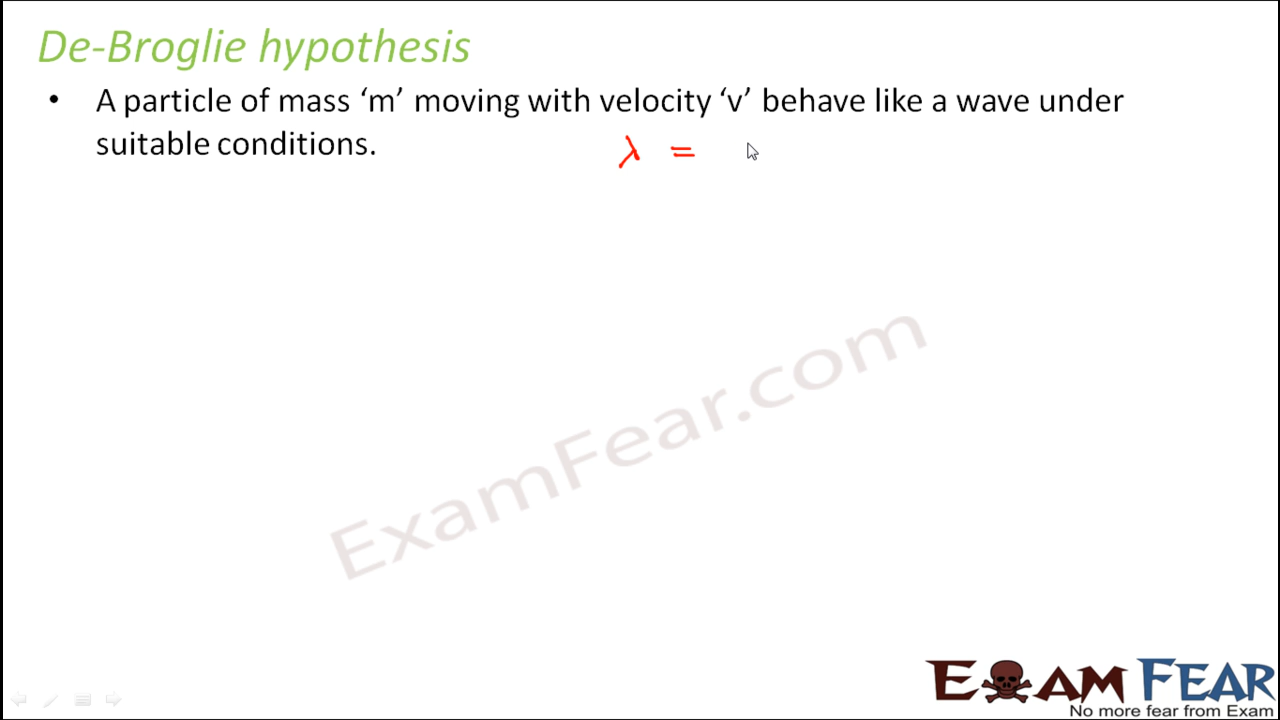 De-Broglie hypothesis
• A particle of mass ‘m’ moving with velocity ‘v’ behave like a wave under
suitable conditions.
λ =
ExamFear.com
EXAM FEAR
No more fear from Exam